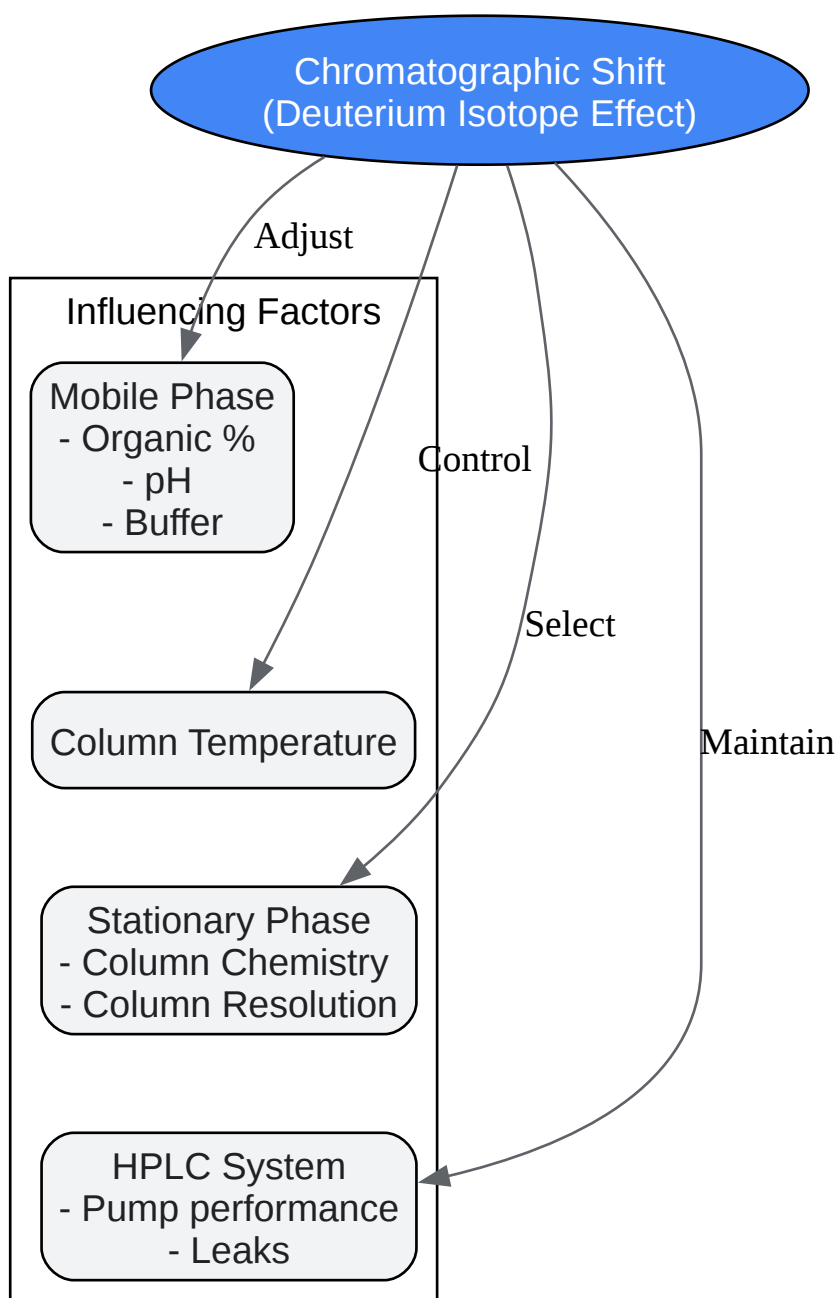 Chromatographic Shift
(Deuterium Isotope Effect)
Adjust
Influencing Factors
Mobile Phase
- Organic %
- pH
- Buffer
Control
Select
Column Temperature
Maintain
Stationary Phase
- Column Chemistry
- Column Resolution
HPLC System
- Pump performance
- Leaks